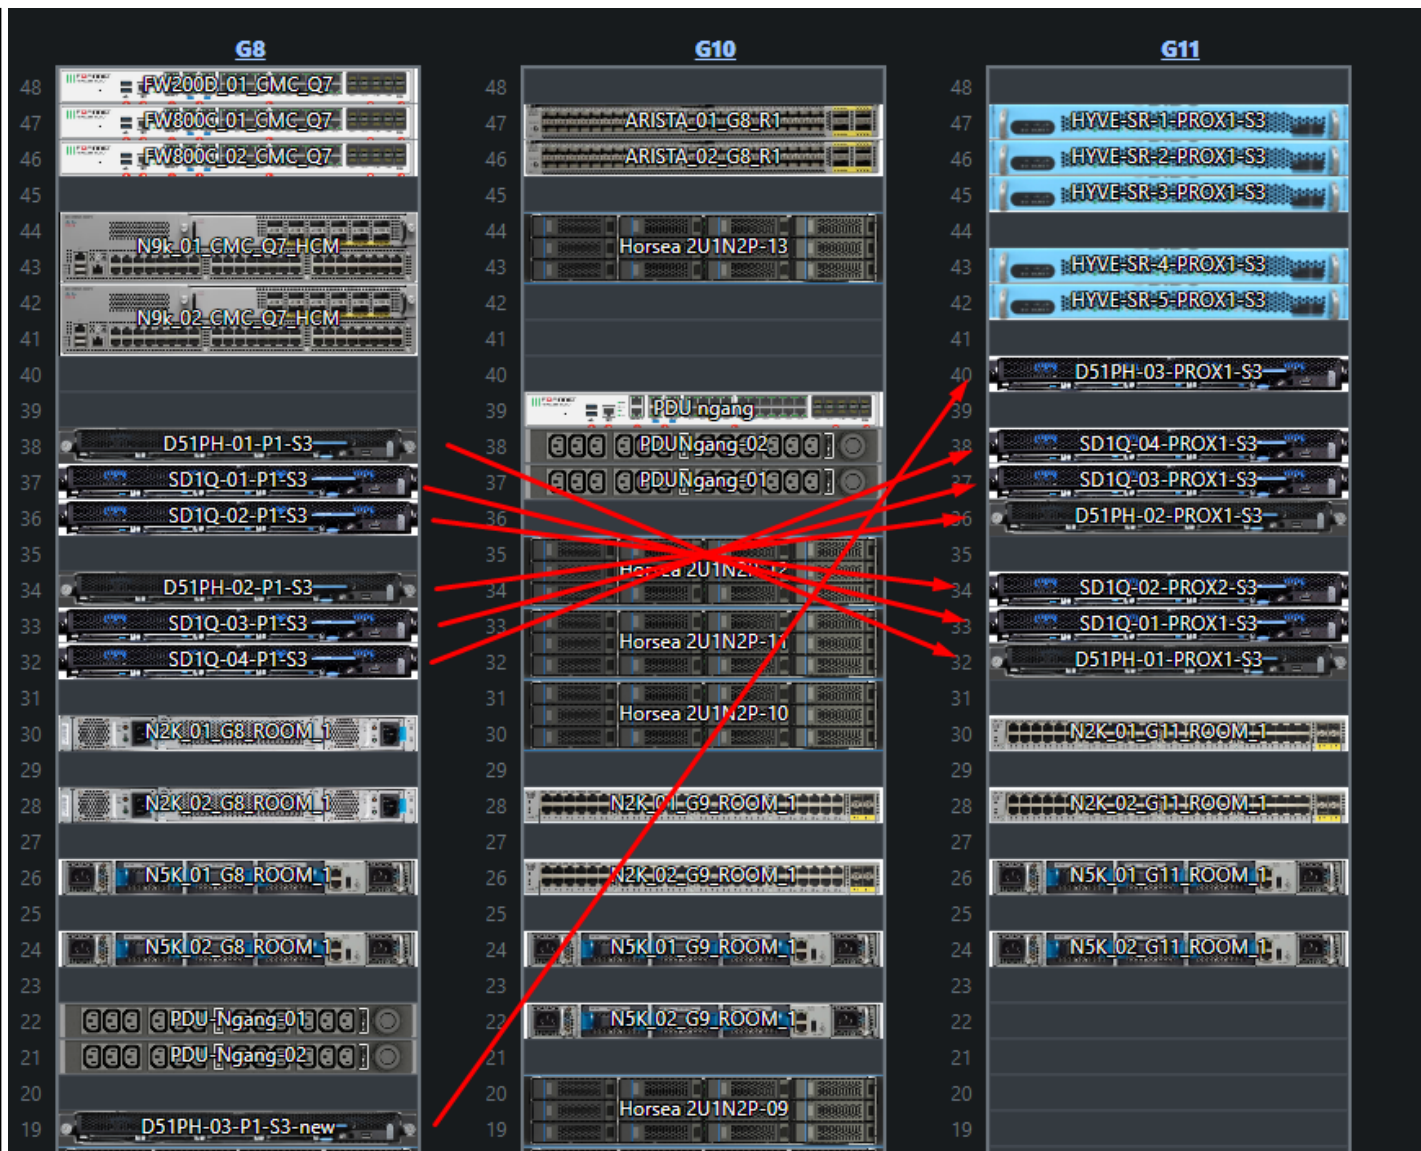 G8
48
FW200D_01_CMC_Q7
47
FW800C_01_CMC_Q7
46
FW800C_02_CMC_Q7
45
44
N9k_01_CMC_Q7_HCM
43
42
N9k_02_CMC_Q7_HCM
41
40
39
38
D51PH-01-P1-S3
37
SD1Q-01-P1-S3
36
SD1Q-02-P1-S3
35
34
D51PH-02-P1-S3
33
SD1Q-03-P1-S3
32
SD1Q-04-P1-S3
31
30
N2K_01_G8_ROOM_1
29
28
N2K_02_G8_ROOM_1
27
26
N5K_01_G8_ROOM_1
25
24
N5K_02_G8_ROOM_1
23
22
PDU-Ngang-01
21
PDU-Ngang-02
20
19
D51PH-03-P1-S3-new
G10
48
47
ARISTA_01_G8_R1
46
ARISTA_02_G8_R1
45
44
Horsea 2U1N2P-13
43
42
41
40
39
PDU ngang
38
PDUNgang-02
37
PDUNgang-01
36
35
Horsea 2U1N2P-12
34
33
Horsea 2U1N2P-11
32
31
Horsea 2U1N2P-10
30
29
28
N2K_01_G9_ROOM_1
27
26
N2K_02_G9_ROOM_1
25
24
N5K_01_G9_ROOM_1
23
22
N5K_02_G9_ROOM_1
21
20
Horsea 2U1N2P-09
19
G11
48
47
HYVE-SR-1-PROX1-S3
46
HYVE-SR-2-PROX1-S3
45
HYVE-SR-3-PROX1-S3
44
43
HYVE-SR-4-PROX1-S3
42
HYVE-SR-5-PROX1-S3
41
40
D51PH-03-PROX1-S3
39
38
SD1Q-04-PROX1-S3
37
SD1Q-03-PROX1-S3
36
D51PH-02-PROX1-S3
35
34
SD1Q-02-PROX2-S3
33
SD1Q-01-PROX1-S3
32
D51PH-01-PROX1-S3
31
30
N2K_01_G11_ROOM_1
29
28
N2K_02_G11_ROOM_1
27
26
N5K_01_G11_ROOM_1
25
24
N5K_02_G11_ROOM_1
23
22
21
20
19